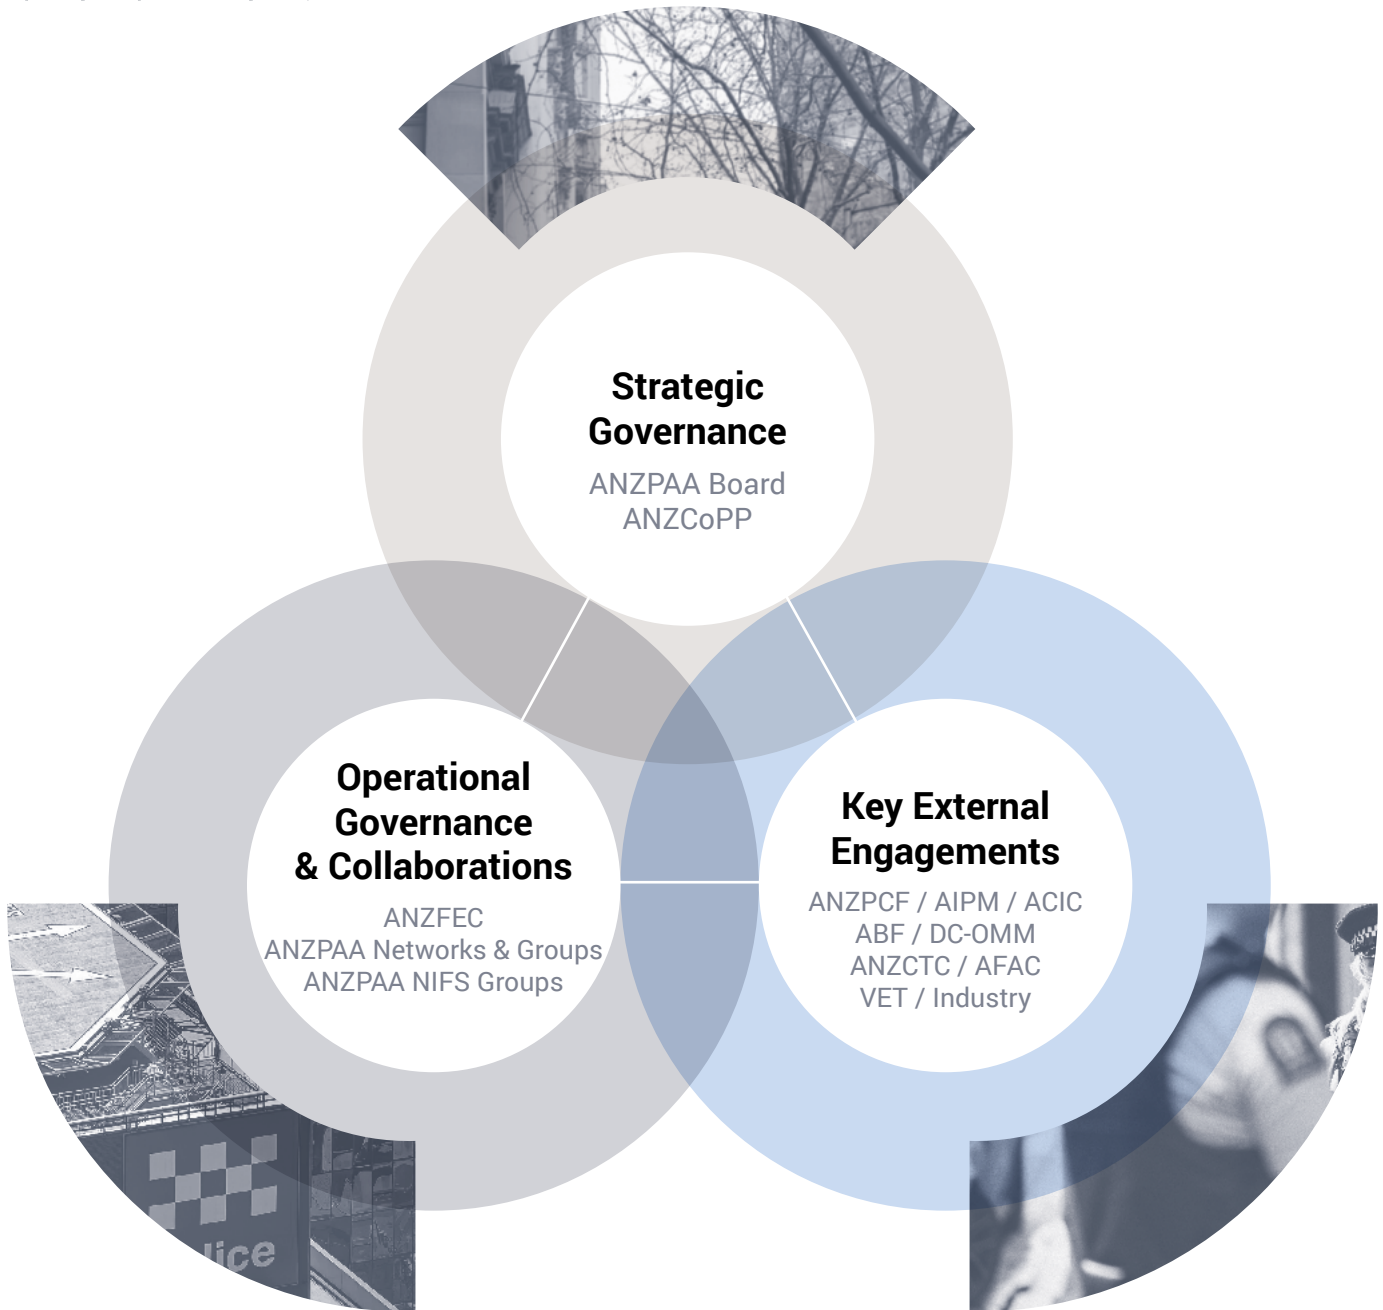 Strategic
Governance
ANZPAA Board
ANZCoPP
Operational
Governance
& Collaborations
ANZFEC
ANZPAA Networks & Groups
ANZPAA NIFS Groups
Key External
Engagements
ANZPCF / AIPM / ACIC
ABF / DC-OMM
ANZCTC / AFAC
VET / Industry
lice